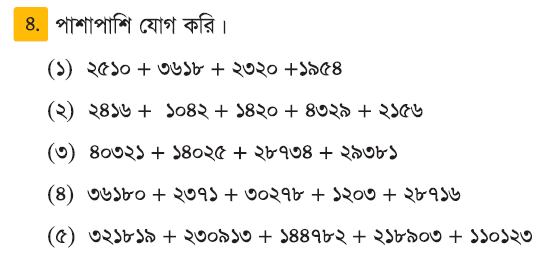 ৪. পাশাপাশি যোগ করি।
(১) ২৫১০ + ৩৬১৮ + ২৩২০ +১৯৫৪
(২) ২৪১৬ + ১০৪২ + ১৪২০ + ৪৩২৯ + ২১৫৬
(৩) ৪০৩২১ + ১৪০২৫ + ২৮৭৩৪ + ২৯৩৮১
(৪) ৩৬১৮০ + ২৩৭১ + ৩০২৭৮ + ১২০৩ + ২৮৭১৬
(৫) ৩২১৮১৯ + ২৩০৯১৩ + ১৪৪৭৮২ + ২১৮৯০৩ + ১১০১২৩